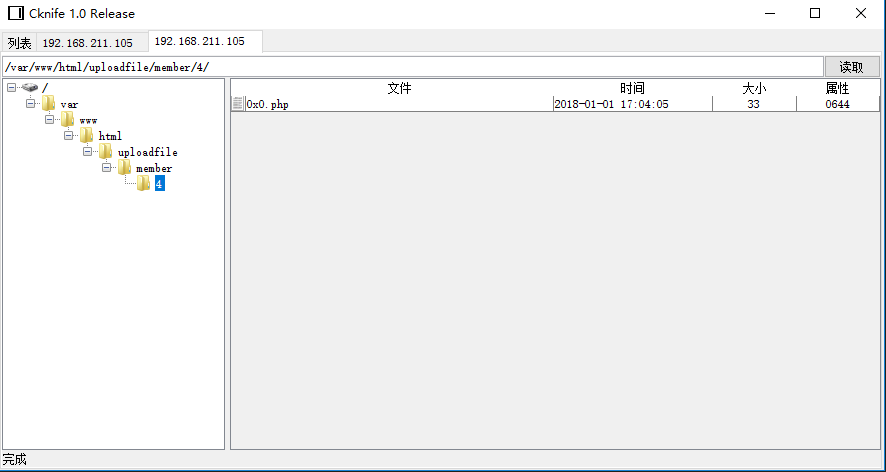 Cknife 1.0 Release
列表 192.168.211.105 192.168.211.105
/var/www/html/uploadfile/member/4/ 读取
/
var
www
html
uploadfile
member
4
文件 时间 大小 属性
0x0.php 2018-01-01 17:04:05 33 0644
完成